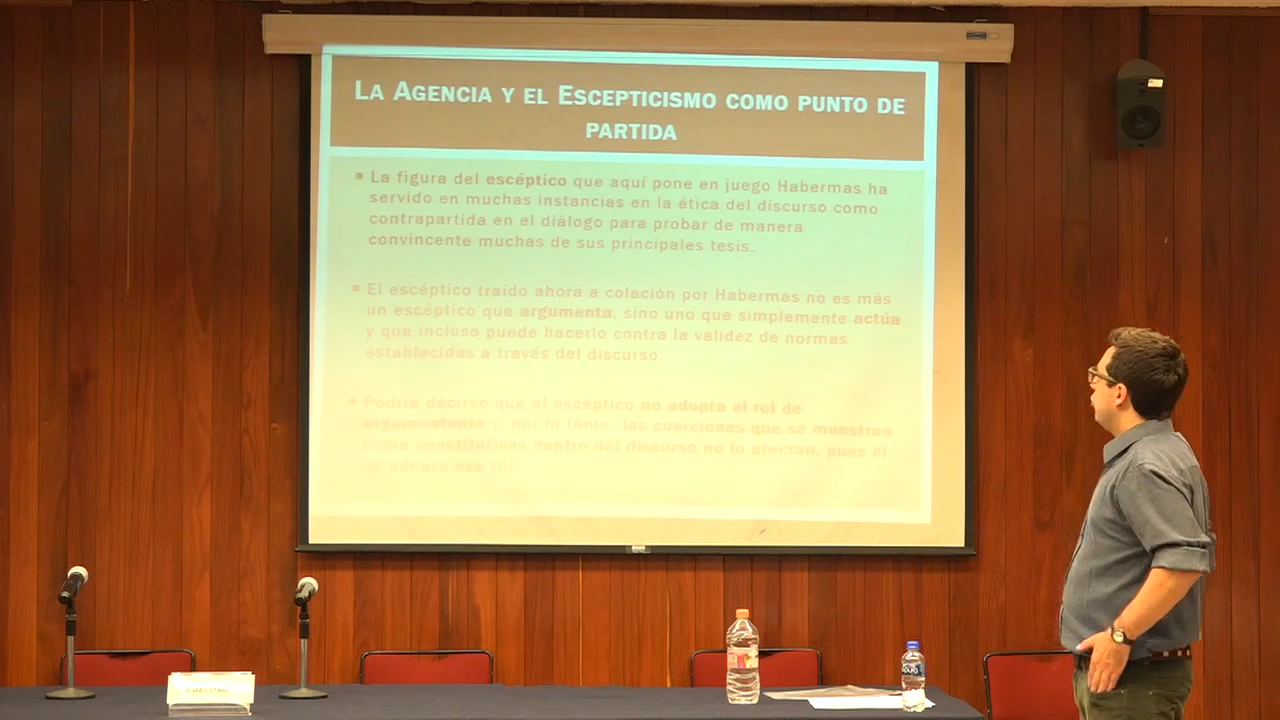 La Agencia y el Escepticismo como punto de
partida
▪ La figura del escéptico que aquí pone en juego Habermas ha
servido en muchas instancias en la ética del discurso como
contrapartida en el diálogo para probar de manera
convincente muchas de sus principales tesis.
▪ El escéptico traído ahora a colación por Habermas no es más
un escéptico que argumenta, sino uno que simplemente actúa
y que incluso puede hacerlo contra la validez de normas
establecidas a través del discurso.
▪ Podría decirse que el escéptico no adopta el rol de
argumentante y, por lo tanto, las coerciones que se muestran
como constitutivas dentro del discurso no lo afectan, pues él
no adopta ese rol